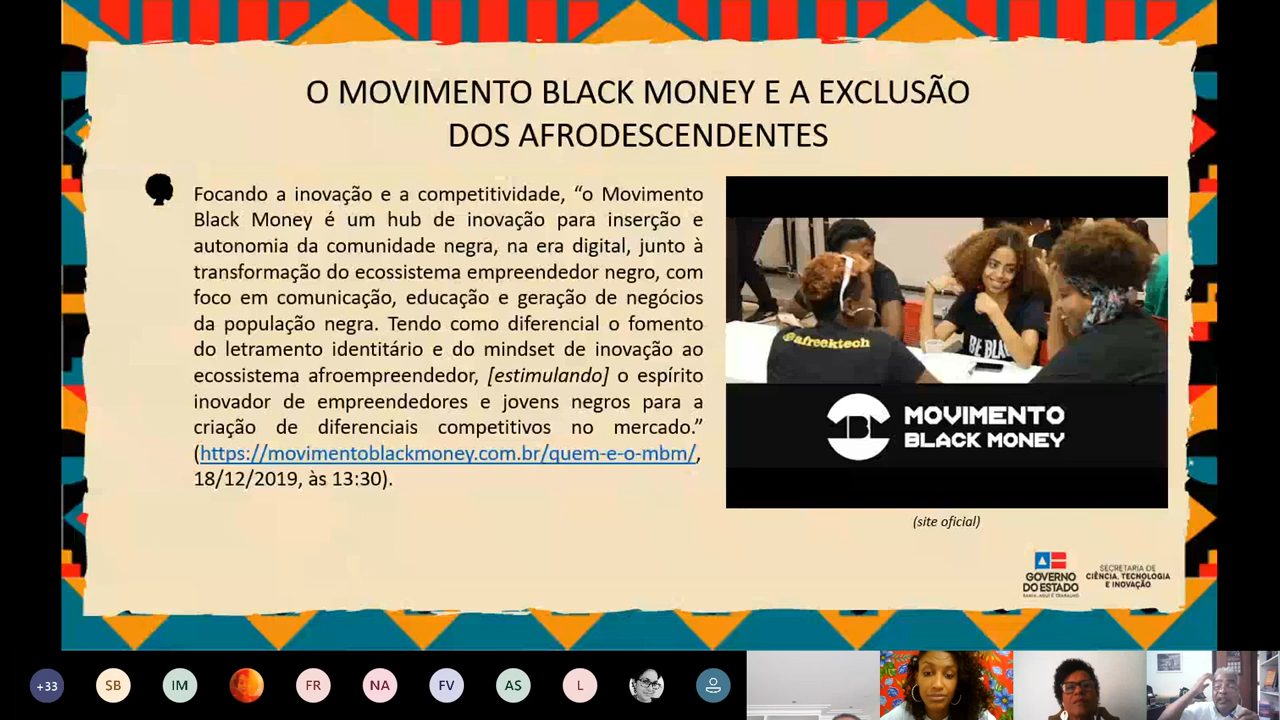 O MOVIMENTO BLACK MONEY E A EXCLUSÃO
DOS AFRODESCENDENTES
Focando a inovação e a competitividade, “o Movimento
Black Money é um hub de inovação para inserção e
autonomia da comunidade negra, na era digital, junto à
transformação do ecossistema empreendedor negro, com
foco em comunicação, educação e geração de negócios
da população negra. Tendo como diferencial o fomento
do letramento identitário e do mindset de inovação ao
ecossistema afroempreendedor, [estimulando] o espírito
inovador de empreendedores e jovens negros para a
criação de diferenciais competitivos no mercado.”
(https://movimentoblackmoney.com.br/quem-e-o-mbm/,
18/12/2019, às 13:30).
@afreektech
BE BLA
B
MOVIMENTO
BLACK MONEY
(site oficial)
GOVERNO
DO ESTADO
BAHIA. AQUI É TRABALHO.
SECRETARIA DE
CIÊNCIA, TECNOLOGIA
E INOVAÇÃO
+33
SB
IM
FR
NA
FV
AS
L